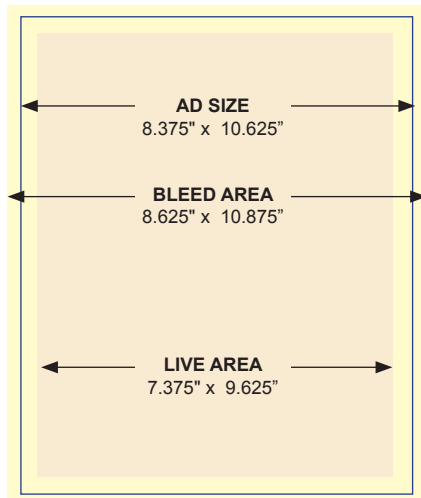 AD SIZE
8.375" x 10.625”
BLEED AREA
8.625" x 10.875”
LIVE AREA
7.375" x 9.625”